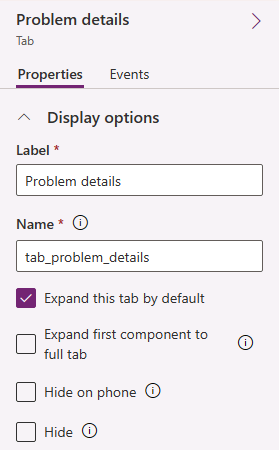 Problem details
Tab
Properties
Events
Display options
Label *
Problem details
Name *
tab_problem_details
Expand this tab by default
Expand first component to
full tab
Hide on phone
Hide